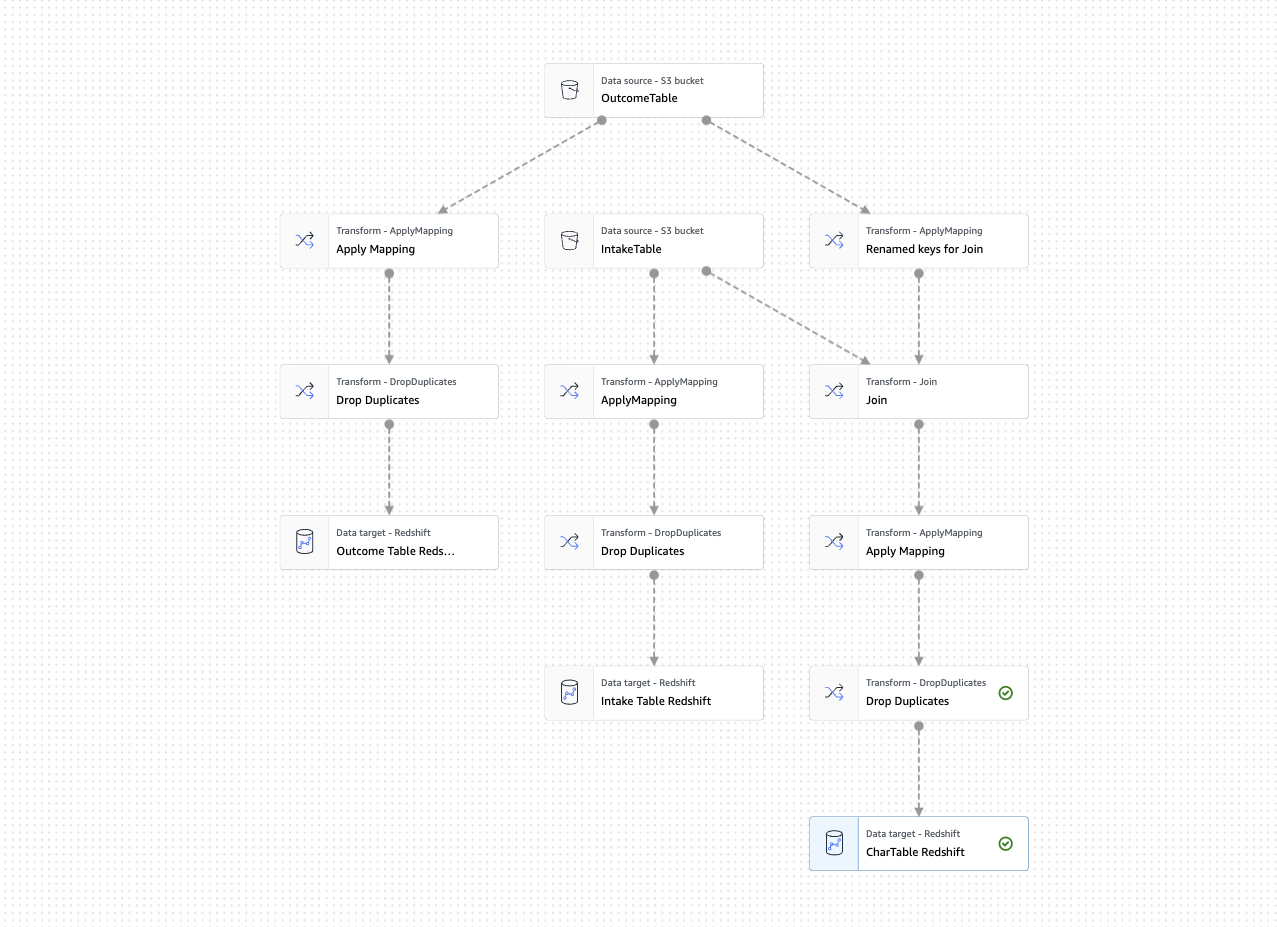 Data source - S3 bucket
OutcomeTable
Transform - ApplyMapping
Apply Mapping
Data source - S3 bucket
IntakeTable
Transform - ApplyMapping
Renamed keys for Join
Transform - DropDuplicates
Drop Duplicates
Transform - ApplyMapping
ApplyMapping
Transform - Join
Join
Data target - Redshift
Outcome Table Reds...
Transform - DropDuplicates
Drop Duplicates
Transform - ApplyMapping
Apply Mapping
Data target - Redshift
Intake Table Redshift
Transform - DropDuplicates
Drop Duplicates
Data target - Redshift
CharTable Redshift